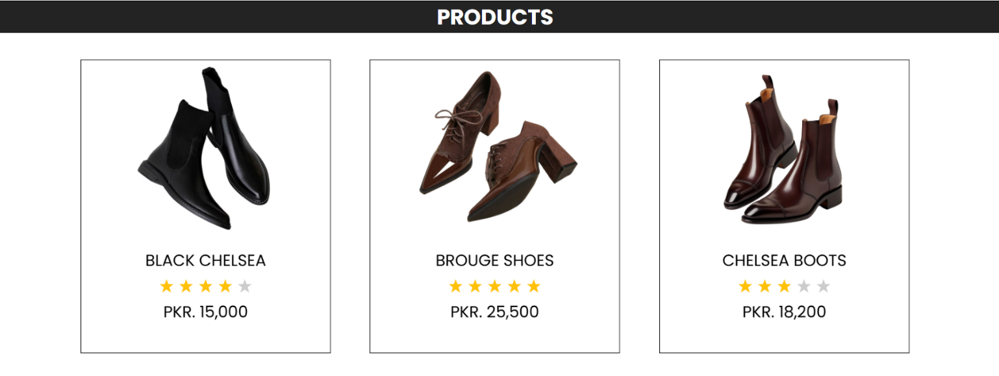 PRODUCTS
BLACK CHELSEA
PKR. 15,000
BROUGE SHOES
PKR. 25,500
CHELSEA BOOTS
PKR. 18,200